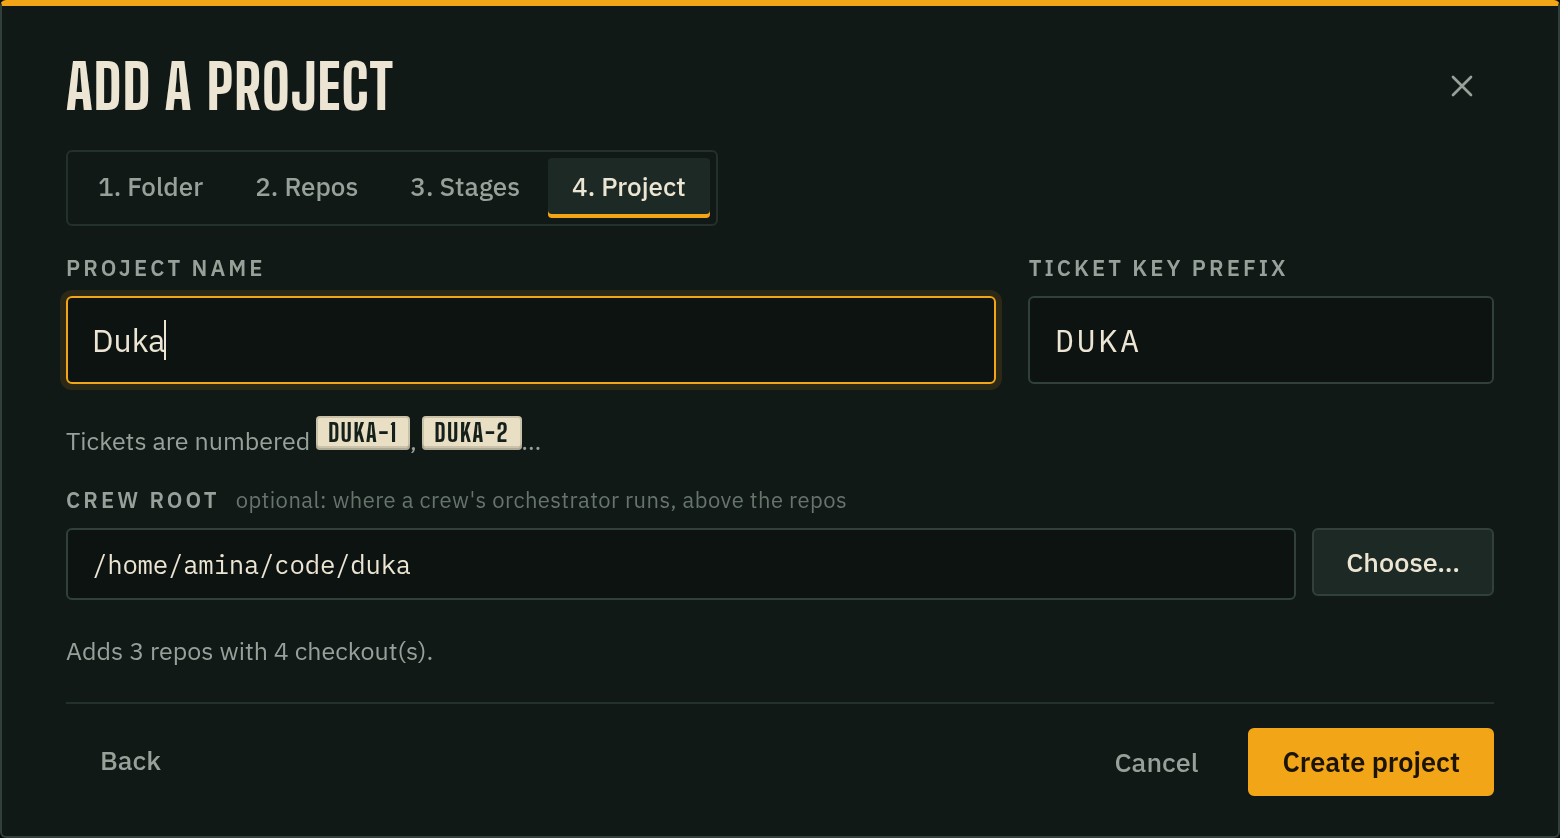 ADD A PROJECT
1. Folder 2. Repos 3. Stages 4. Project
PROJECT NAME TICKET KEY PREFIX
Duka DUKA
Tickets are numbered DUKA-1, DUKA-2...
CREW ROOT optional: where a crew's orchestrator runs, above the repos
/home/amina/code/duka Choose...
Adds 3 repos with 4 checkout(s).
Back Cancel Create project